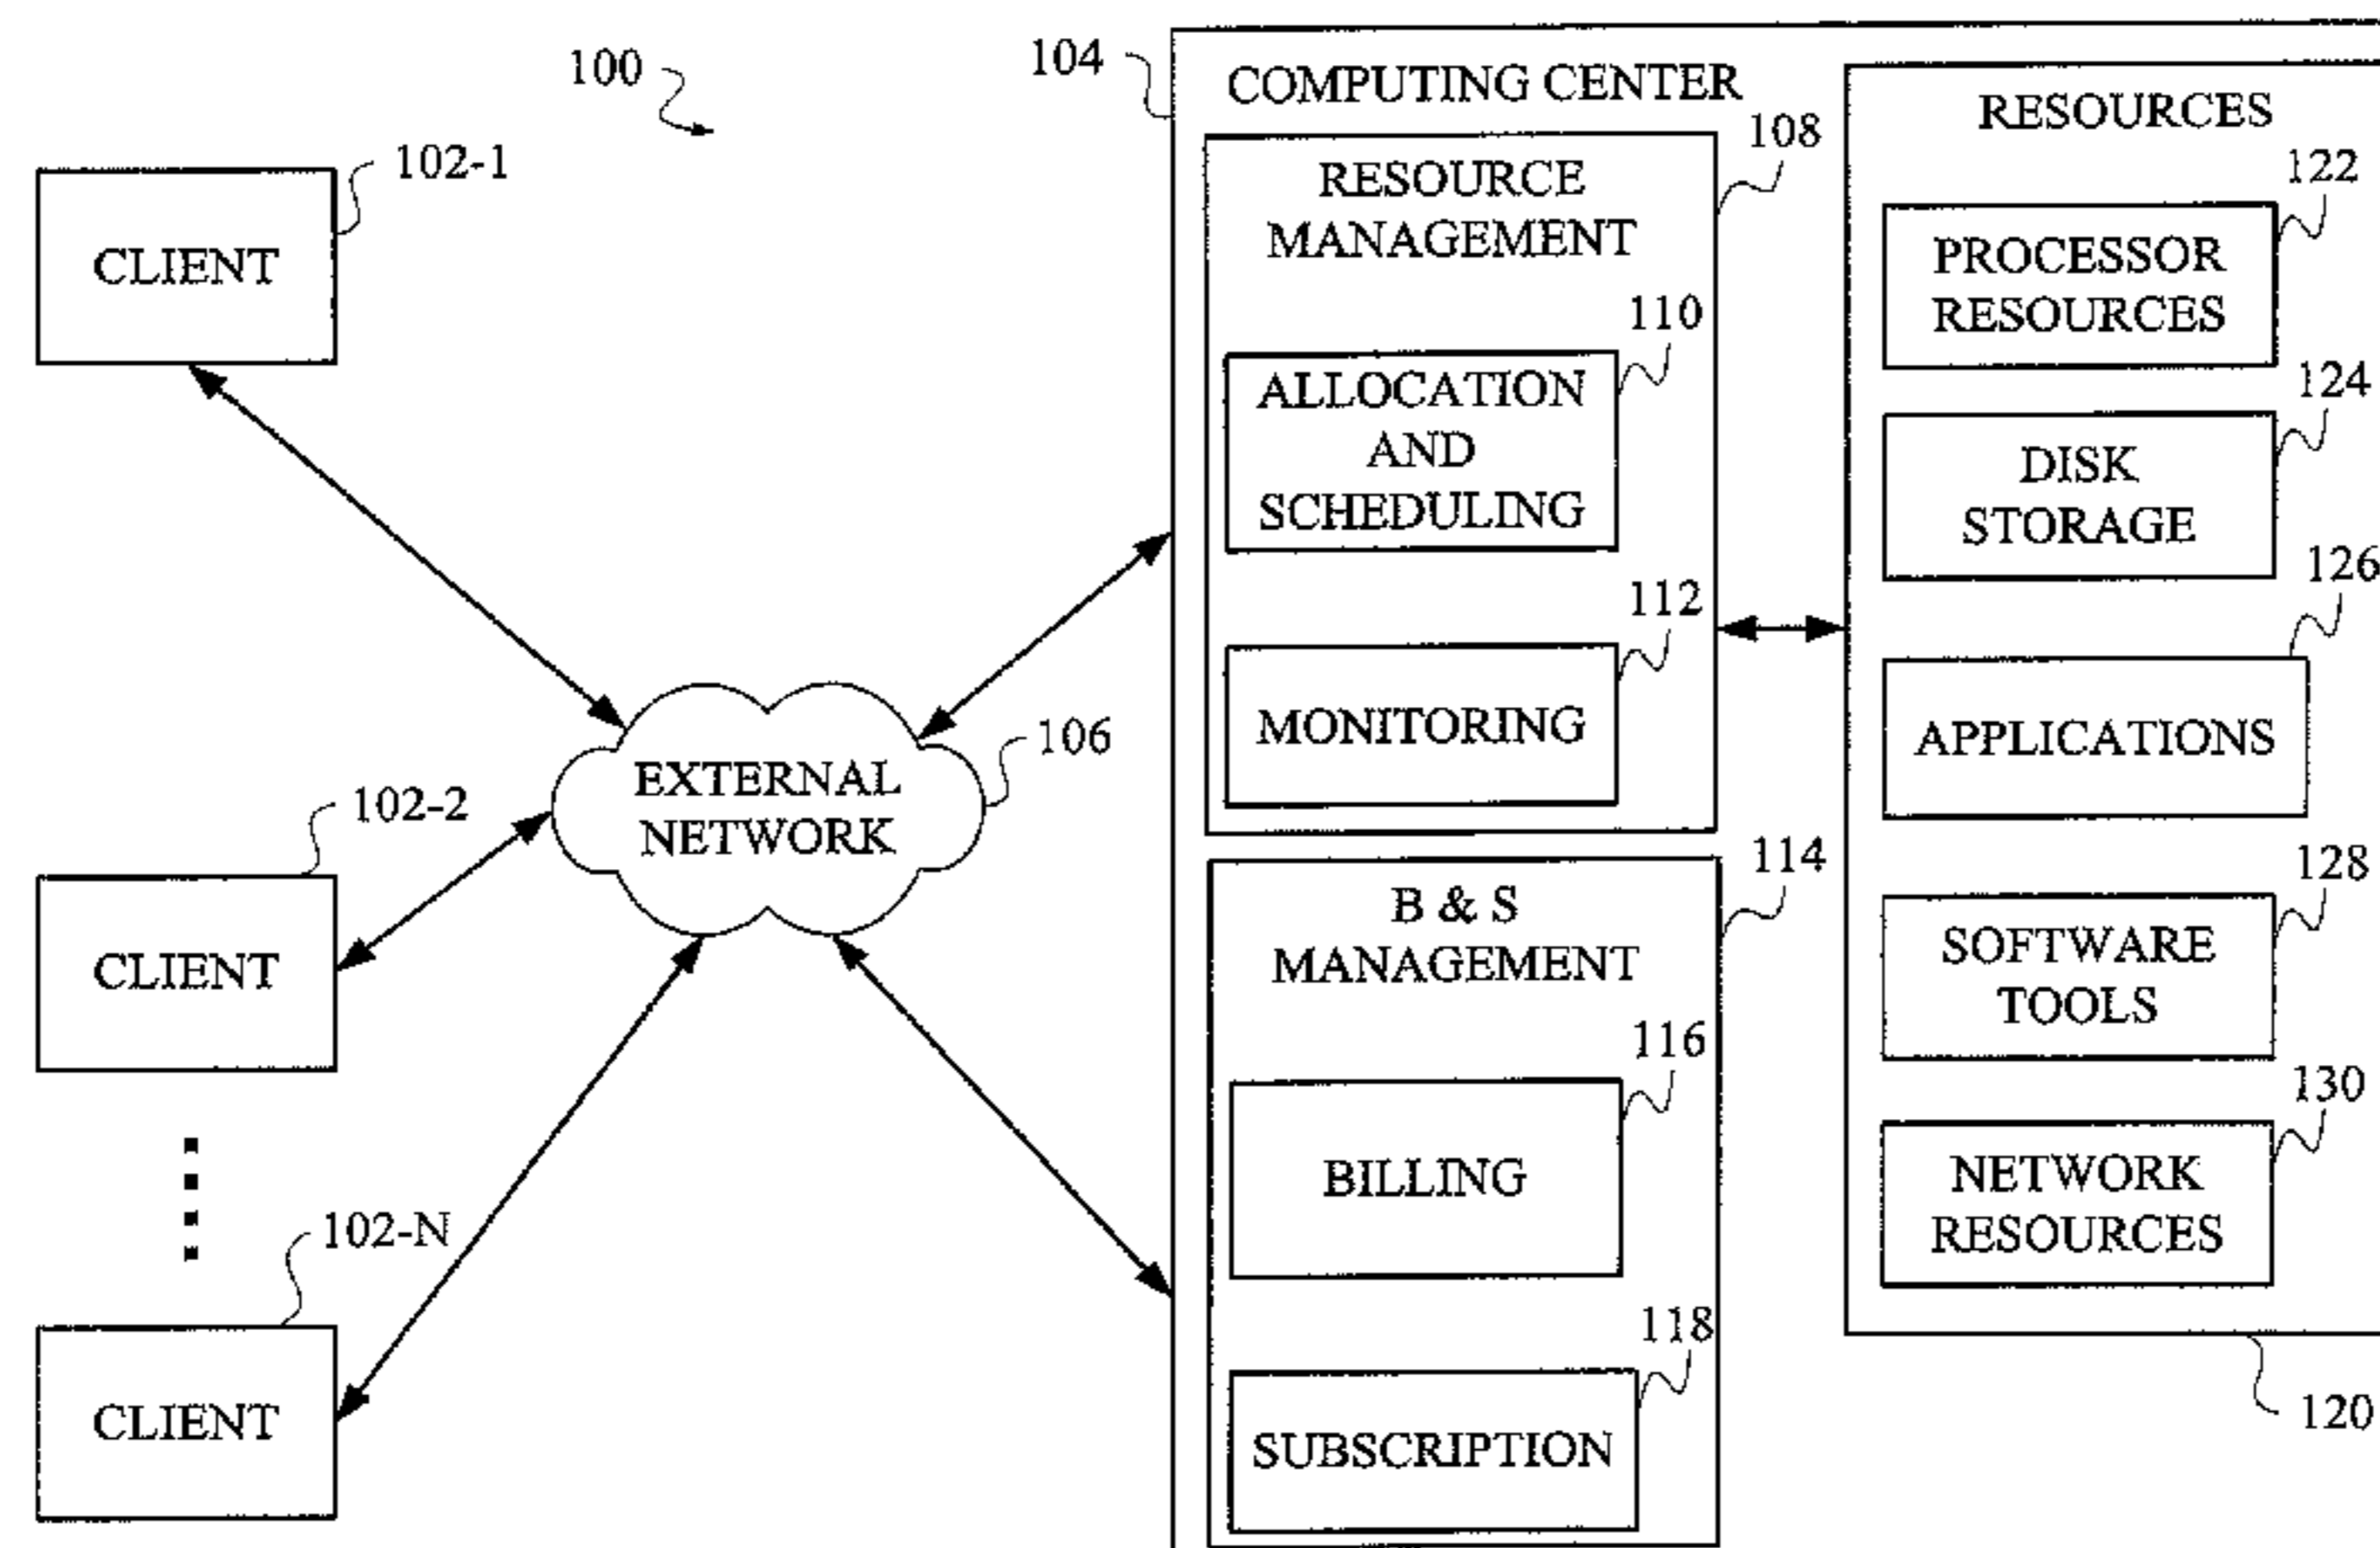 100
104
COMPUTING CENTER
RESOURCES
102-1
CLIENT
108
RESOURCE
MANAGEMENT
110
ALLOCATION
AND
SCHEDULING
112
MONITORING
122
PROCESSOR
RESOURCES
124
DISK
STORAGE
126
APPLICATIONS
128
SOFTWARE
TOOLS
130
NETWORK
RESOURCES
120
106
EXTERNAL
NETWORK
102-2
CLIENT
114
B & S
MANAGEMENT
116
BILLING
118
SUBSCRIPTION
102-N
CLIENT